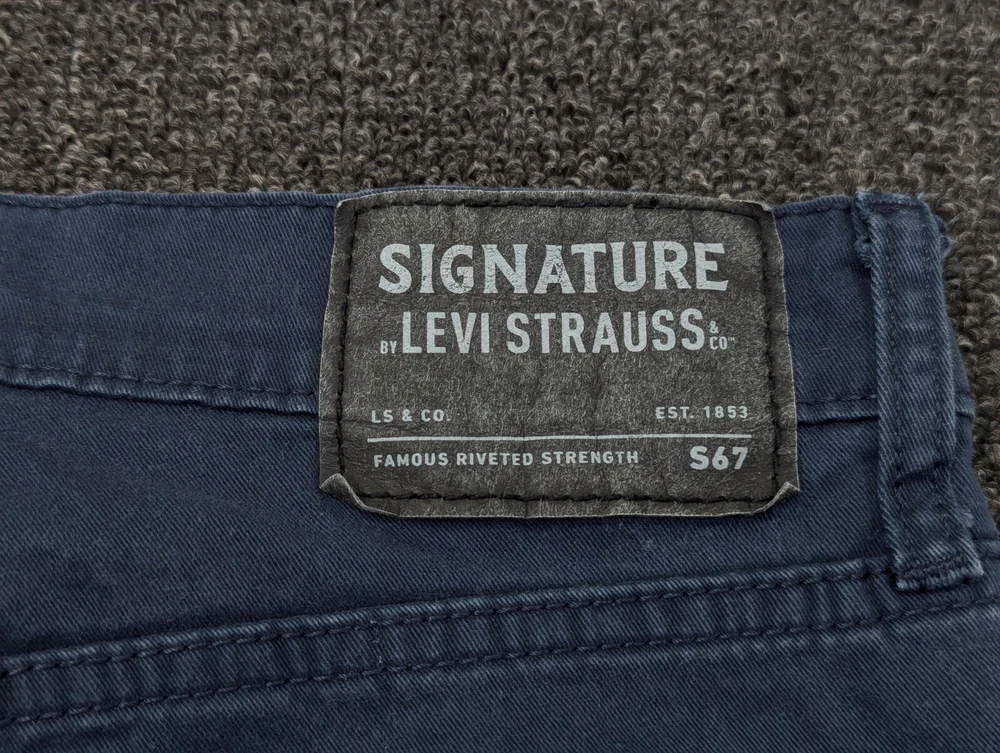 SIGNATURE
BY LEVI STRAUSS & CO™
LS & CO. EST. 1853
FAMOUS RIVETED STRENGTH S67